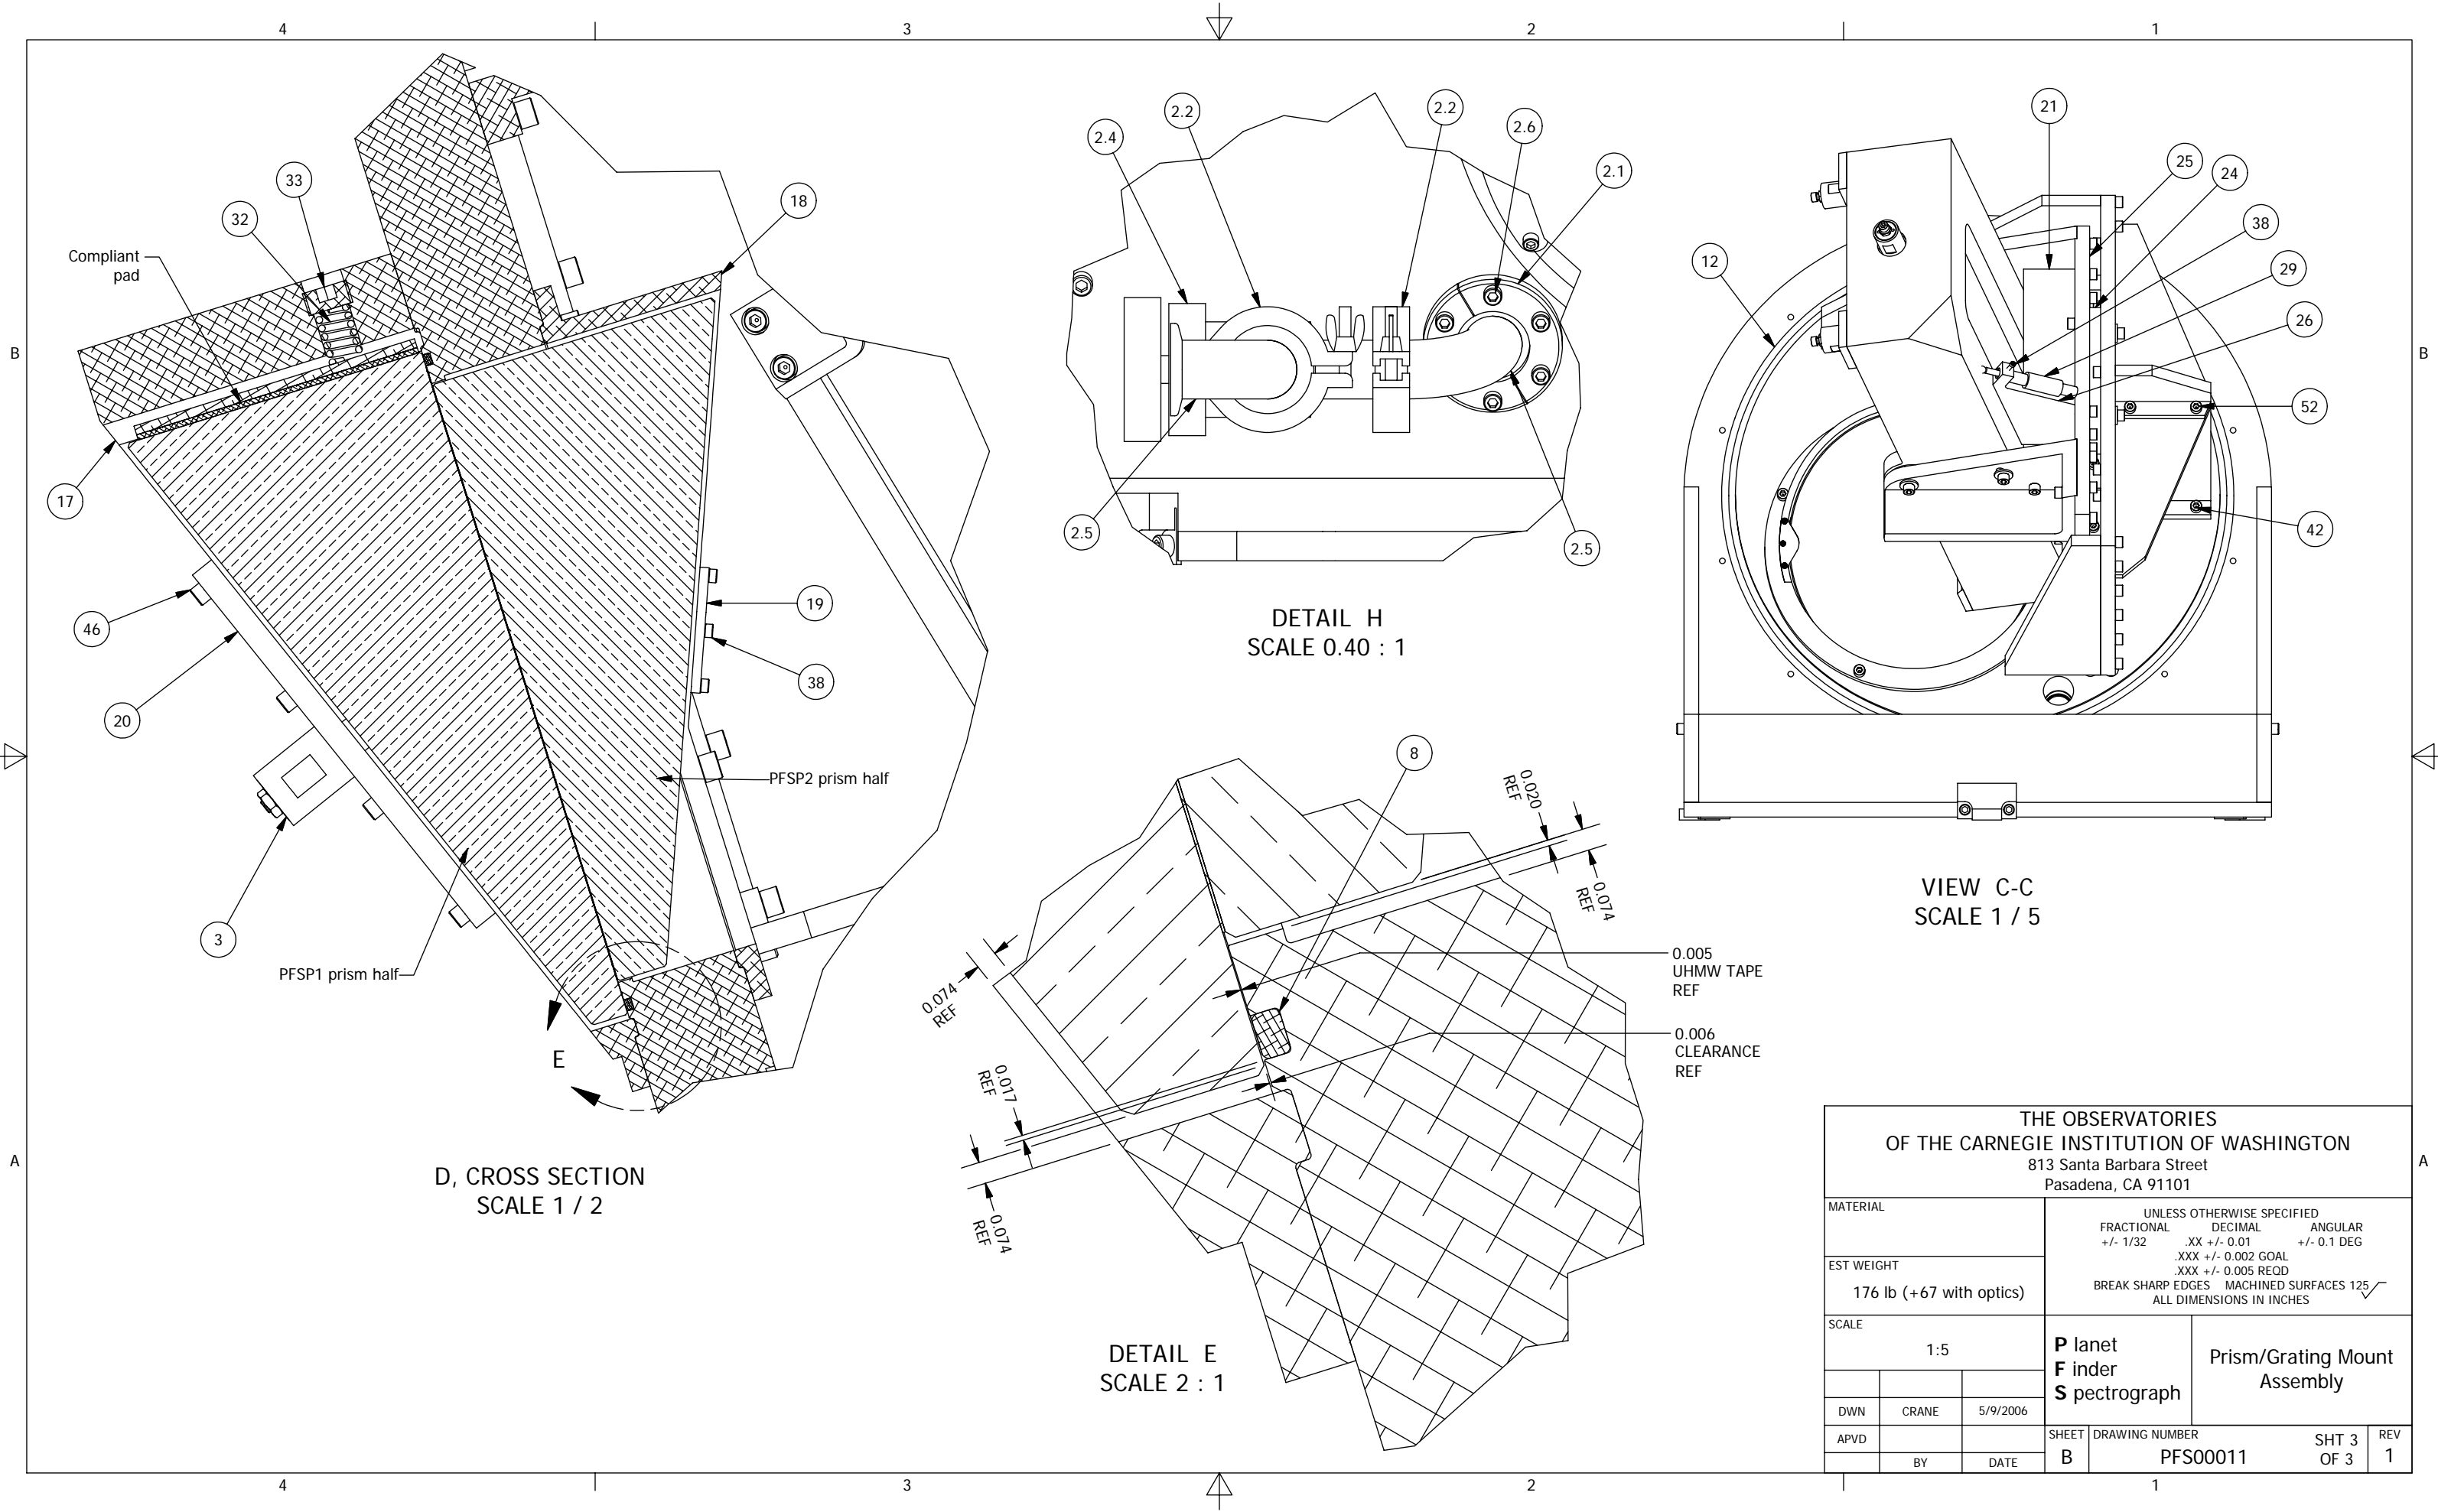 4
3
2
1
B
B
A
A
4
3
2
1
33
32
18
Compliant
pad
17
46
20
3
19
38
PFSP2 prism half
PFSP1 prism half
E
D, CROSS SECTION
SCALE 1 / 2
2.4
2.2
2.2
2.6
2.1
2.5
2.5
DETAIL H
SCALE 0.40 : 1
21
25
24
38
29
26
12
52
42
VIEW C-C
SCALE 1 / 5
8
0.020
REF
0.074
REF
0.074
REF
0.005
UHMW TAPE
REF
0.006
CLEARANCE
REF
0.017
REF
0.074
REF
DETAIL E
SCALE 2 : 1
THE OBSERVATORIES
OF THE CARNEGIE INSTITUTION OF WASHINGTON
813 Santa Barbara Street
Pasadena, CA 91101
MATERIAL
UNLESS OTHERWISE SPECIFIED
FRACTIONAL DECIMAL ANGULAR
+/- 1/32 .XX +/- 0.01 +/- 0.1 DEG
.XXX +/- 0.002 GOAL
.XXX +/- 0.005 REQD
BREAK SHARP EDGES MACHINED SURFACES 125
ALL DIMENSIONS IN INCHES
EST WEIGHT
176 lb (+67 with optics)
SCALE
1:5
P lanet
F inder
S pectrograph
Prism/Grating Mount
Assembly
DWN CRANE 5/9/2006
APVD
BY DATE
SHEET
B
DRAWING NUMBER
PFS00011
SHT 3
OF 3
REV
1